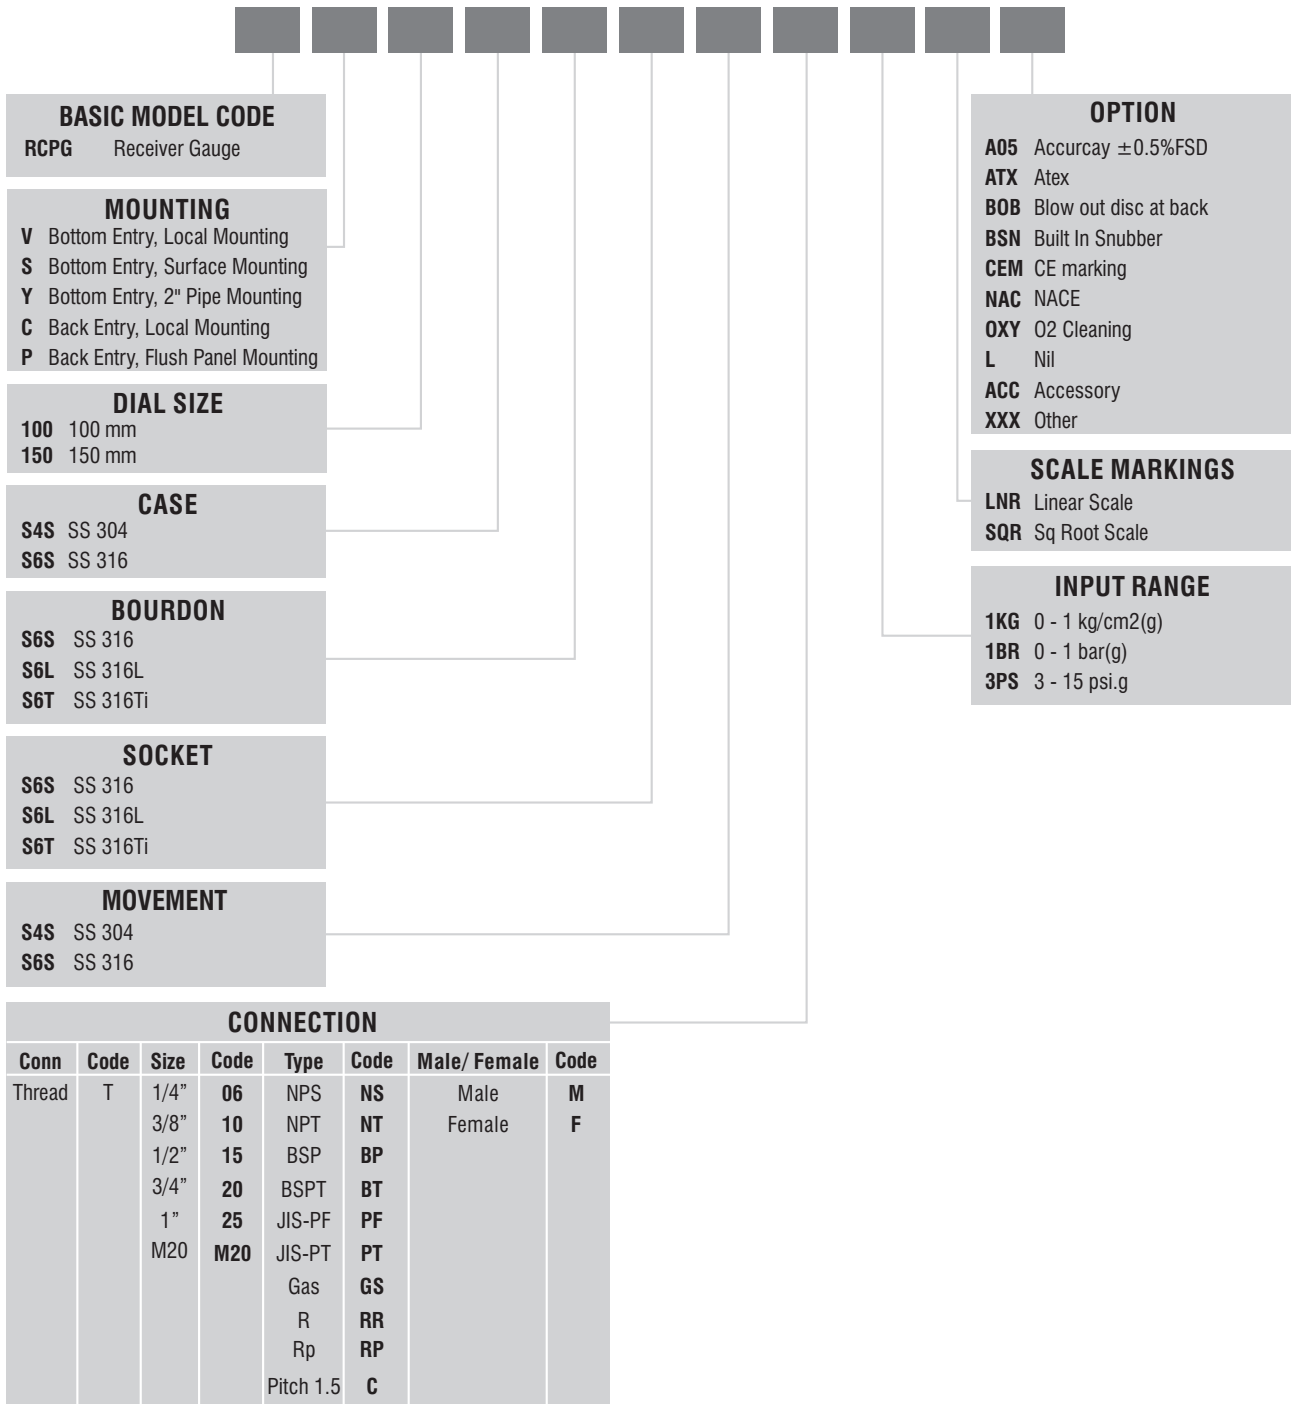 BASIC MODEL CODE
RCPG Receiver Gauge
MOUNTING
V Bottom Entry, Local Mounting
S Bottom Entry, Surface Mounting
Y Bottom Entry, 2" Pipe Mounting
C Back Entry, Local Mounting
P Back Entry, Flush Panel Mounting
DIAL SIZE
100 100 mm
150 150 mm
CASE
S4S SS 304
S6S SS 316
BOURDON
S6S SS 316
S6L SS 316L
S6T SS 316Ti
SOCKET
S6S SS 316
S6L SS 316L
S6T SS 316Ti
MOVEMENT
S4S SS 304
S6S SS 316
CONNECTION
Conn Code Size Code Type Code Male/ Female Code
Thread T 1/4” 06 NPS NS Male M
3/8” 10 NPT NT Female F
1/2” 15 BSP BP
3/4” 20 BSPT BT
1” 25 JIS-PF PF
M20 M20 JIS-PT PT
Gas GS
R RR
Rp RP
Pitch 1.5 C
OPTION
A05 Accurcay ±0.5%FSD
ATX Atex
BOB Blow out disc at back
BSN Built In Snubber
CEM CE marking
NAC NACE
OXY O2 Cleaning
L Nil
ACC Accessory
XXX Other
SCALE MARKINGS
LNR Linear Scale
SQR Sq Root Scale
INPUT RANGE
1KG 0 - 1 kg/cm2(g)
1BR 0 - 1 bar(g)
3PS 3 - 15 psi.g